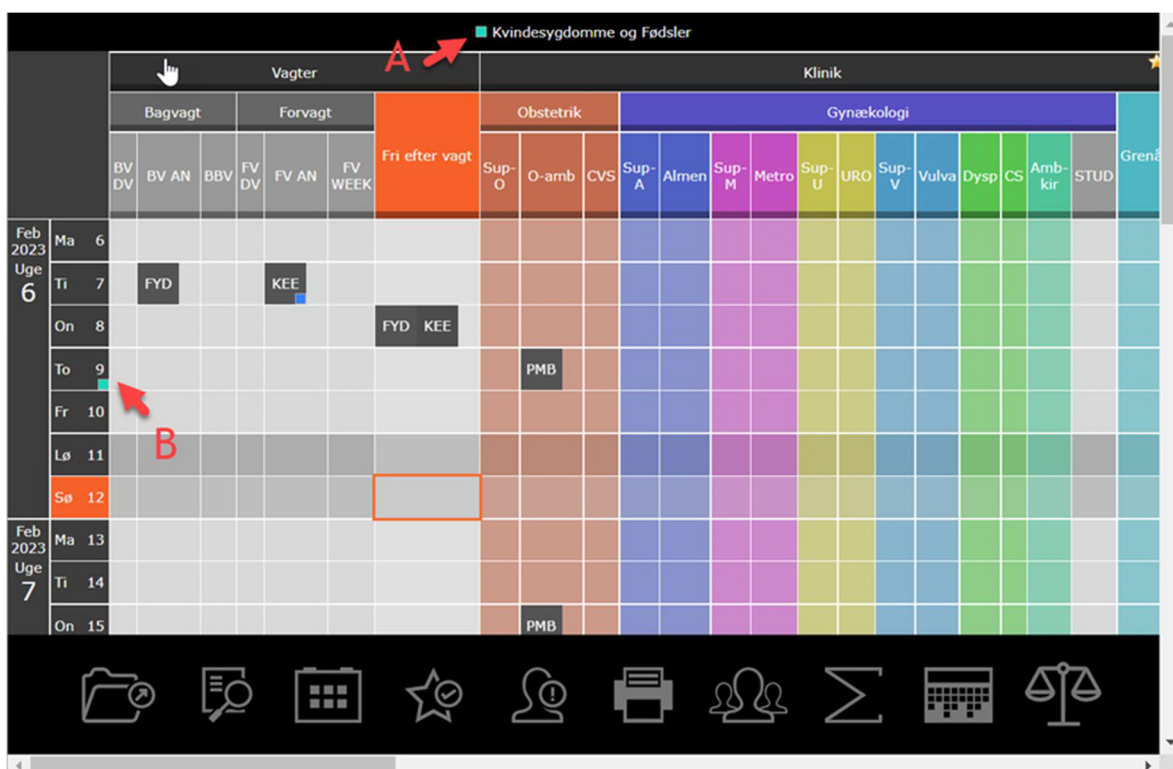 Kvindesygdomme og Fødsler
A
Vagter
Klinik
Bagvagt
Forvagt
Fri efter vagt
Obstetrik
Gynækologi
BV
DV
BV AN
BBV
FV
DV
FV AN
FV
WEEK
Sup-
O
O-amb
CVS
Sup-
A
Almen
Sup-
M
Metro
Sup-
U
URO
Sup-
V
Vulva
Dysp
CS
Amb-
kir
STUD
Feb
2023
Uge
6
Ma 6
Ti 7
FYD
KEE
On 8
FYD KEE
To 9
PMB
B
Fr 10
Lø 11
Sø 12
Feb
2023
Uge
7
Ma 13
Ti 14
On 15
PMB